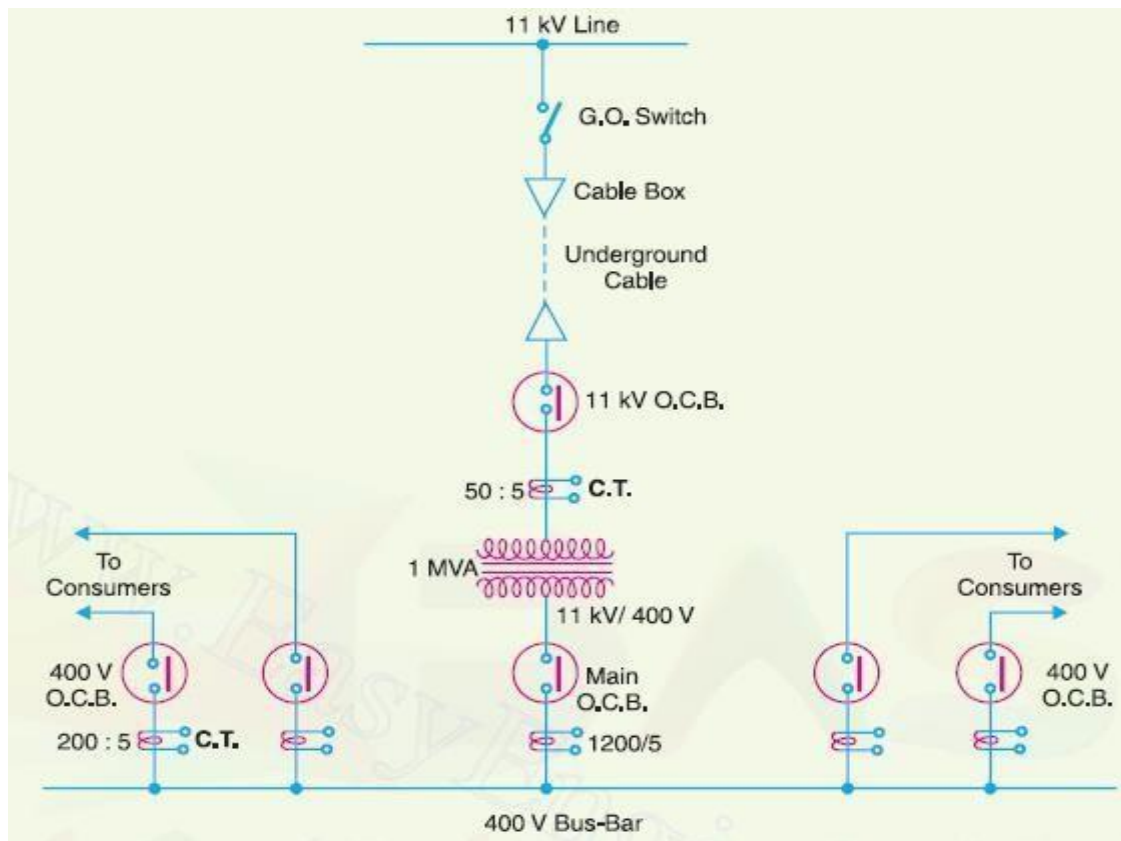 11 kV Line
G.O. Switch
Cable Box
Underground
Cable
11 kV O.C.B.
50 : 5
C.T.
1 MVA
11 kV/ 400 V
To
Consumers
To
Consumers
400 V
O.C.B.
Main
O.C.B.
400 V
O.C.B.
200 : 5
C.T.
1200/5
400 V Bus-Bar